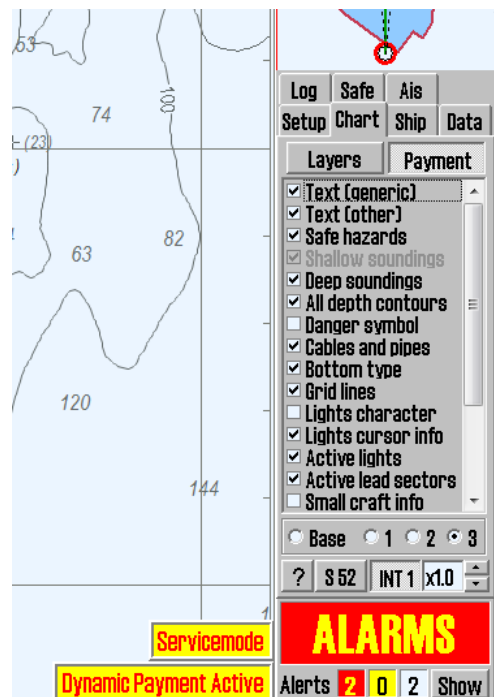 53
74
100
(23)
)
82
63
120
144
1
Log Safe Ais
Setup Chart Ship Data
Layers Payment
Text (generic)
Text (other)
Safe hazards
Shallow soundings
Deep soundings
All depth contours
Danger symbol
Cables and pipes
Bottom type
Grid lines
Lights character
Lights cursor info
Active lights
Active lead sectors
Small craft info
Base 1 2 3
? S 52 INT 1 x1.0
Servicemode
ALARMS
Dynamic Payment Active
Alerts 2 0 2 Show